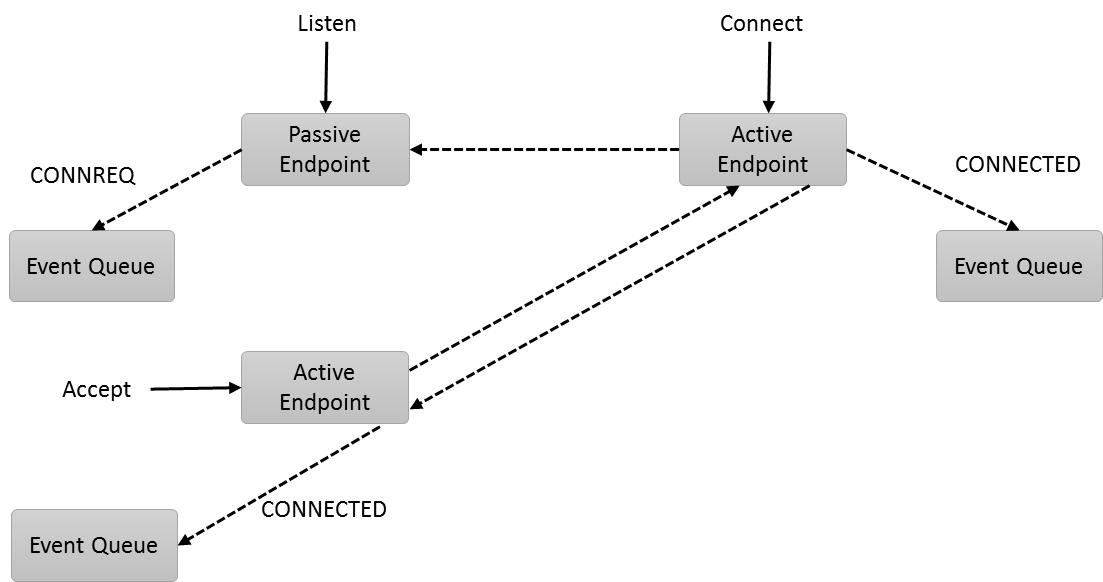 Listen
Connect
Passive
Endpoint
Active
Endpoint
CONNREQ
CONNECTED
Event Queue
Event Queue
Active
Endpoint
Accept
CONNECTED
Event Queue